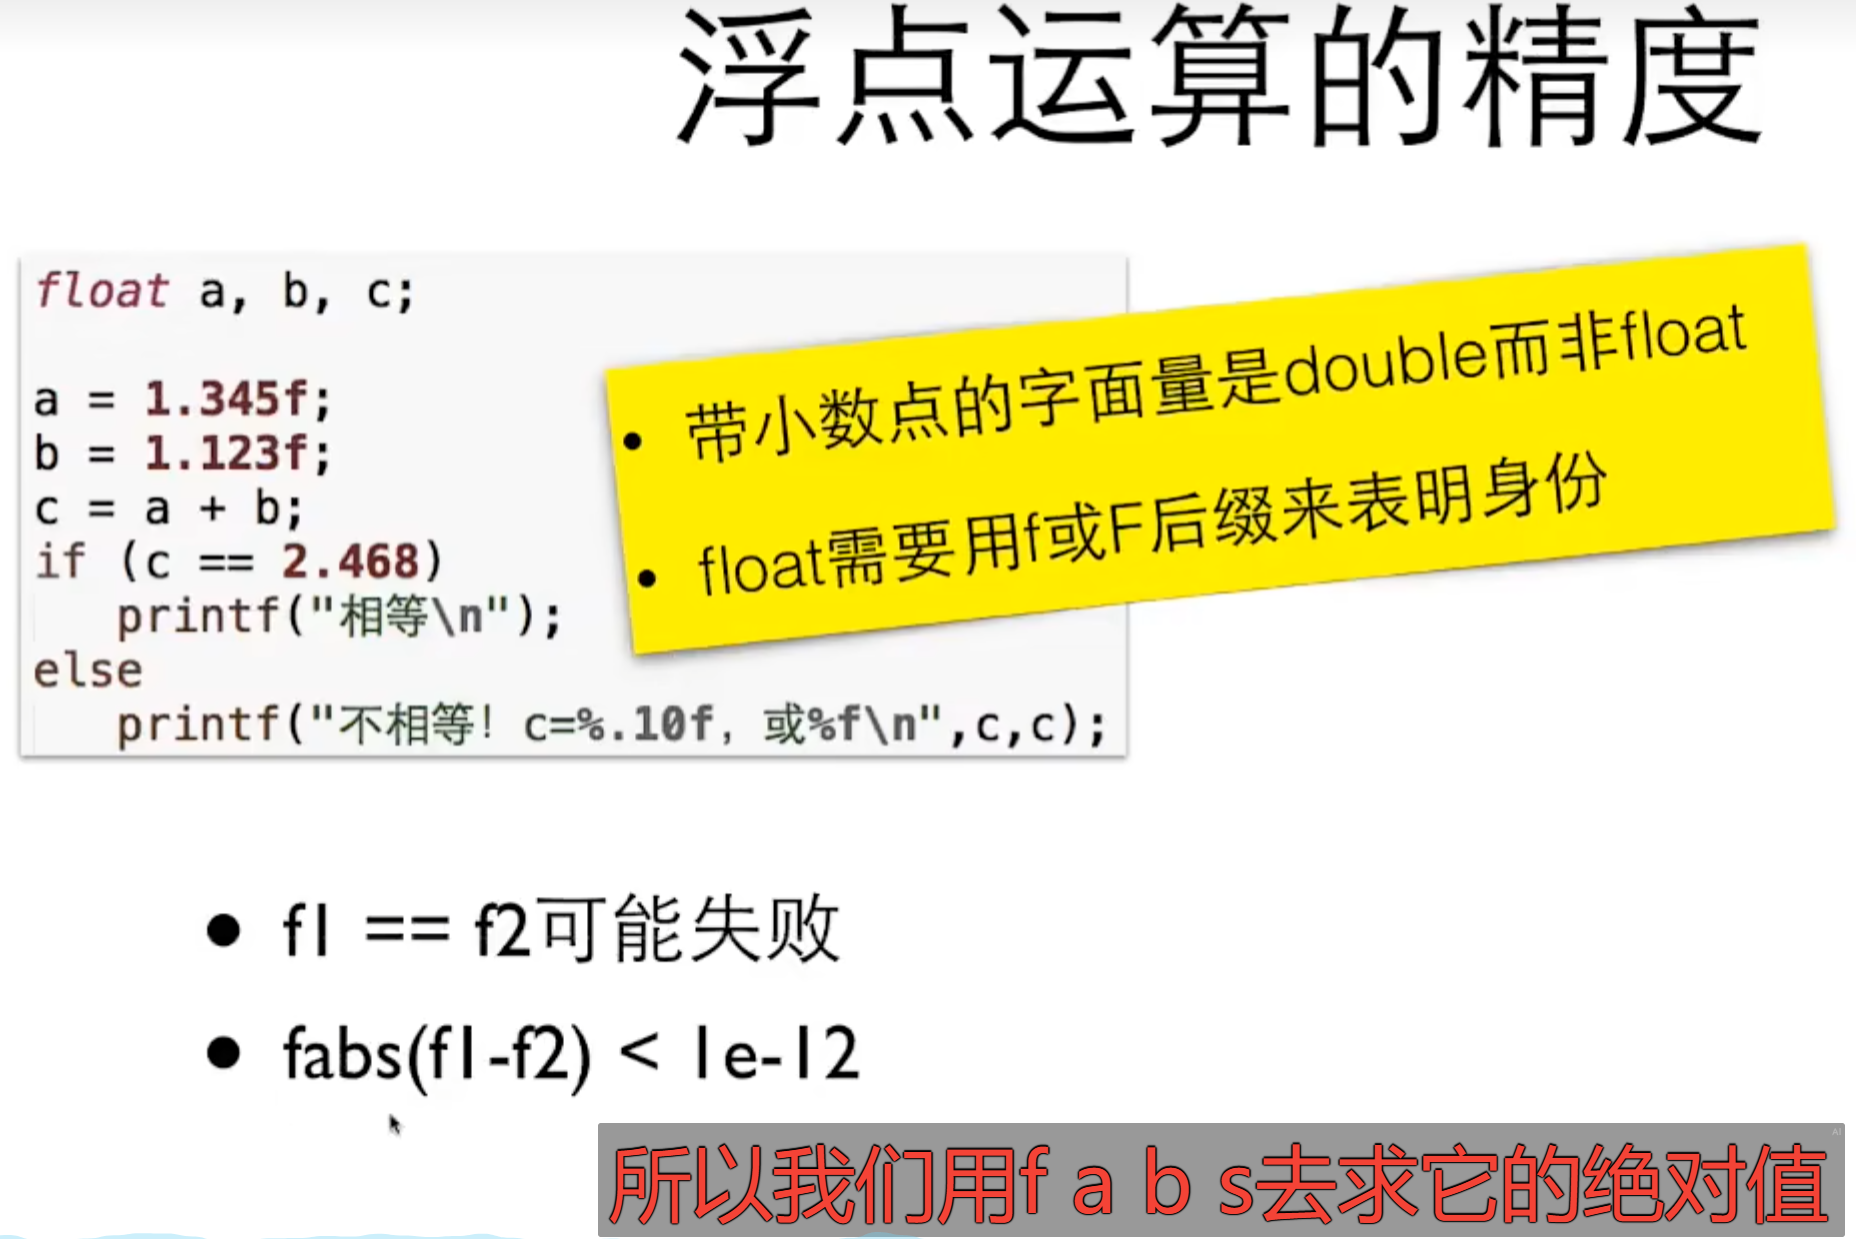 浮点运算的精度
float a, b, c;
a = 1.345f;
b = 1.123f;
c = a + b;
if (c == 2.468)
printf("相等\n");
else
printf("不相等! c=%.10f, 或%f\n",c,c);
• 带小数点的字面量是double而非float
• float需要用f或F后缀来表明身份
• f1 == f2可能失败
• fabs(f1-f2) < 1e-12
AI
所以我们用f a b s去求它的绝对值